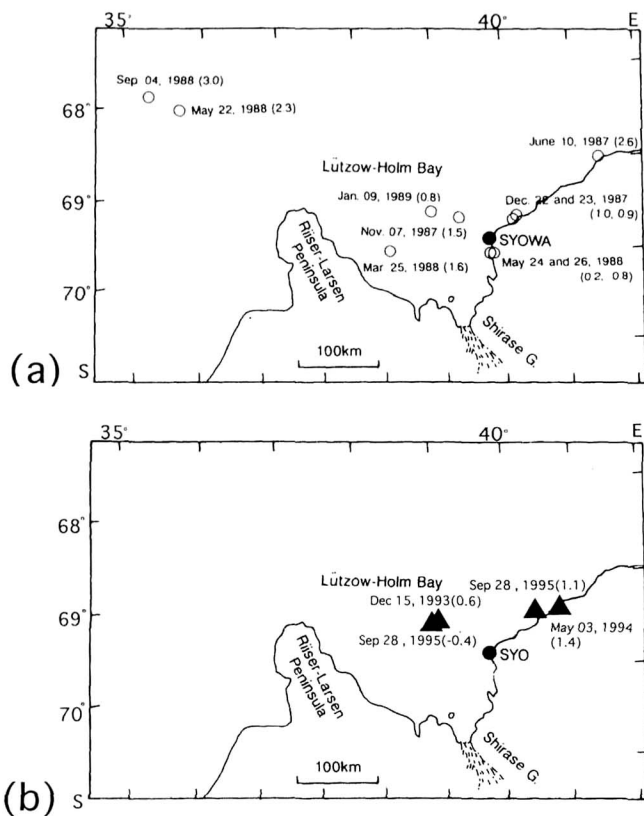 35° 40° E
Sep 04, 1988 (3.0)
68°
May 22, 1988 (2.3)
June 10, 1987 (2.6)
Lützow-Holm Bay
Jan. 09, 1989 (0.8)
Dec. 22 and 23, 1987
(1.0, 0.9)
69°
Nov. 07, 1987 (1.5)
SYOWA
Mar 25, 1988 (1.6)
May 24 and 26, 1988
(0.2, 0.8)
Riiser-Larsen
Peninsula
70°
Shirase G.
100km
(a) S
35° 40° E
68°
Lützow-Holm Bay
Sep 28, 1995(1.1)
Dec 15, 1993(0.6)
69°
Sep 28, 1995(-0.4)
May 03, 1994
(1.4)
SYO
Riiser-Larsen
Peninsula
70°
Shirase G.
100km
(b) S